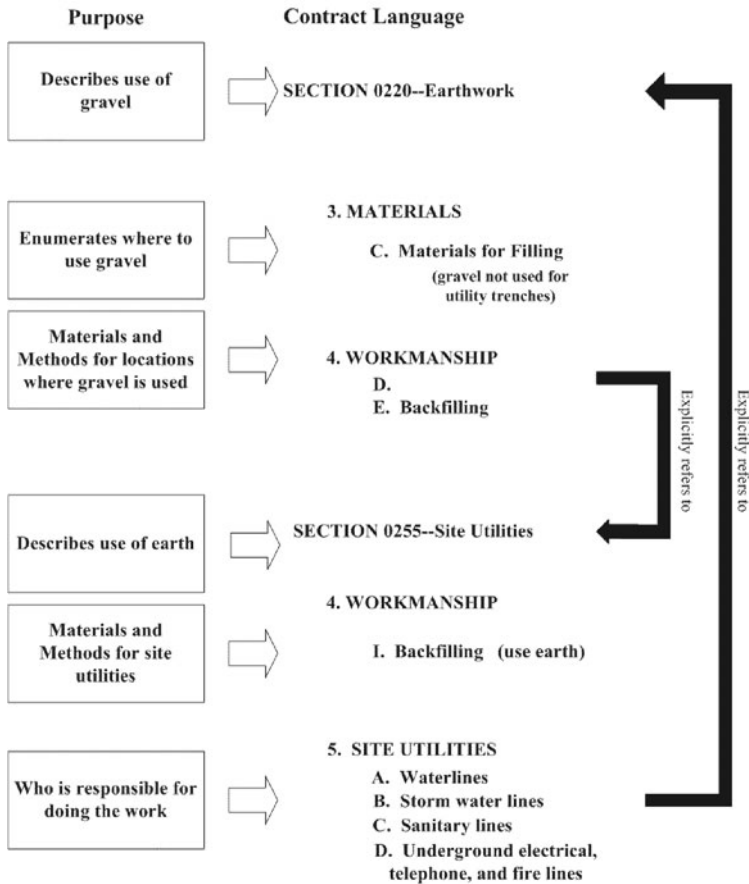 Purpose
Contract Language
Describes use of
gravel
SECTION 0220--Earthwork
Enumerates where to
use gravel
3. MATERIALS
C. Materials for Filling
(gravel not used for
utility trenches)
Materials and
Methods for locations
where gravel is used
4. WORKMANSHIP
D.
E. Backfilling
Explicitly refers to
Explicitly refers to
Describes use of earth
SECTION 0255--Site Utilities
Materials and
Methods for site
utilities
4. WORKMANSHIP
I. Backfilling (use earth)
Who is responsible for
doing the work
5. SITE UTILITIES
A. Waterlines
B. Storm water lines
C. Sanitary lines
D. Underground electrical,
telephone, and fire lines